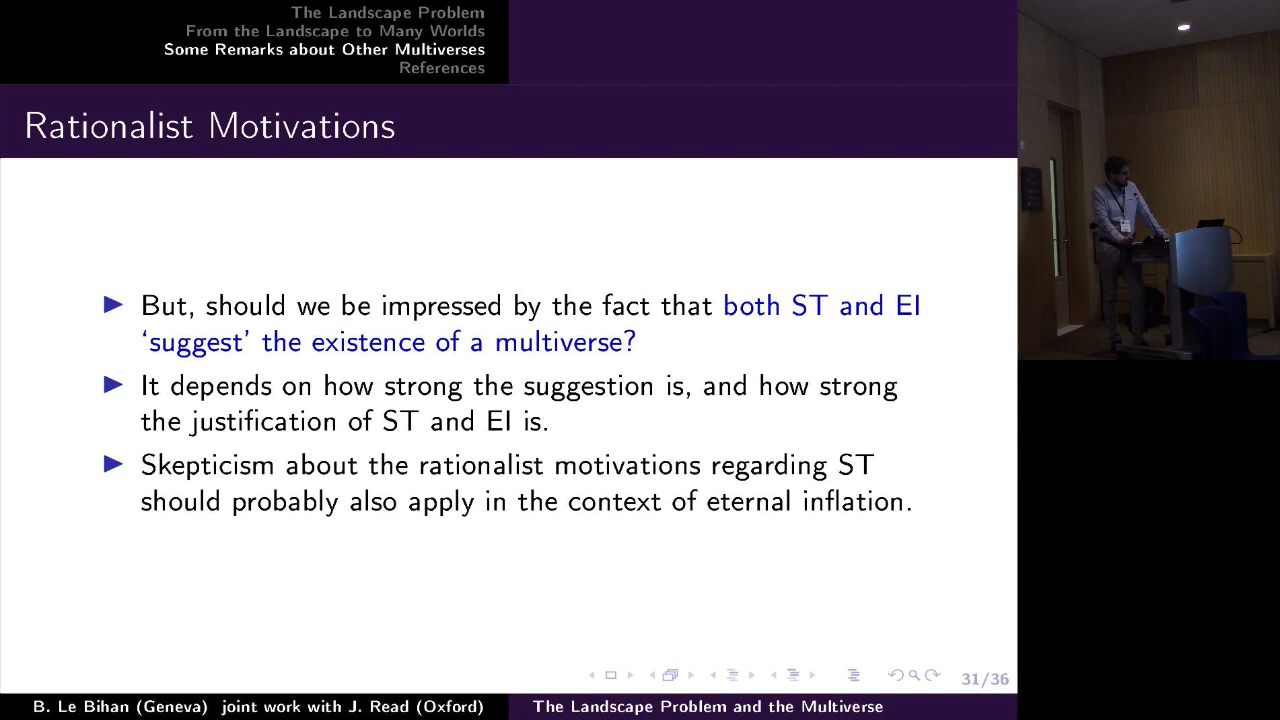 The Landscape Problem
From the Landscape to Many Worlds
Some Remarks about Other Multiverses
References
Rationalist Motivations
But, should we be impressed by the fact that both ST and EI
‘suggest’ the existence of a multiverse?
It depends on how strong the suggestion is, and how strong
the justification of ST and EI is.
Skepticism about the rationalist motivations regarding ST
should probably also apply in the context of eternal inflation.
31/36
B. Le Bihan (Geneva) joint work with J. Read (Oxford)
The Landscape Problem and the Multiverse